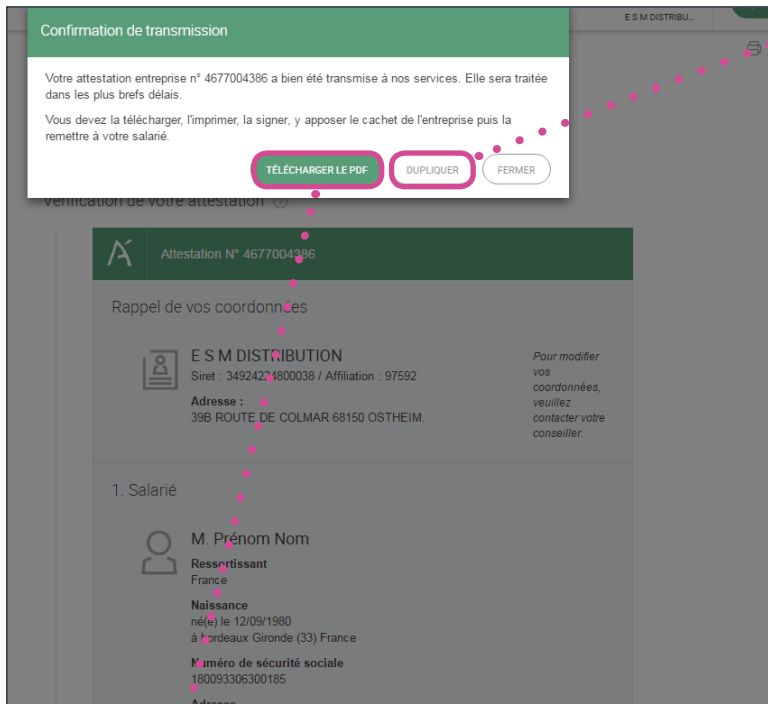 Confirmation de transmission
E S M DISTRIBU...
Votre attestation entreprise n° 4677004386 a bien été transmise à nos services. Elle sera traitée
dans les plus brefs délais.
Vous devez la télécharger, l'imprimer, la signer, y apposer le cachet de l'entreprise puis la
remettre à votre salarié.
TÉLÉCHARGER LE PDF
DUPLIQUER
FERMER
Vérification de votre attestation ?
Attestation N° 4677004386
Rappel de vos coordonnées
E S M DISTRIBUTION
Siret : 34924224800038 / Affiliation : 97592
Adresse :
39B ROUTE DE COLMAR 68150 OSTHEIM.
Pour modifier
vos
coordonnées,
veuillez
contacter votre
conseiller.
1. Salarié
M. Prénom Nom
Ressortissant
France
Naissance
né(e) le 12/09/1980
à bordeaux Gironde (33) France
Numéro de sécurité sociale
180093306300185
Adresse